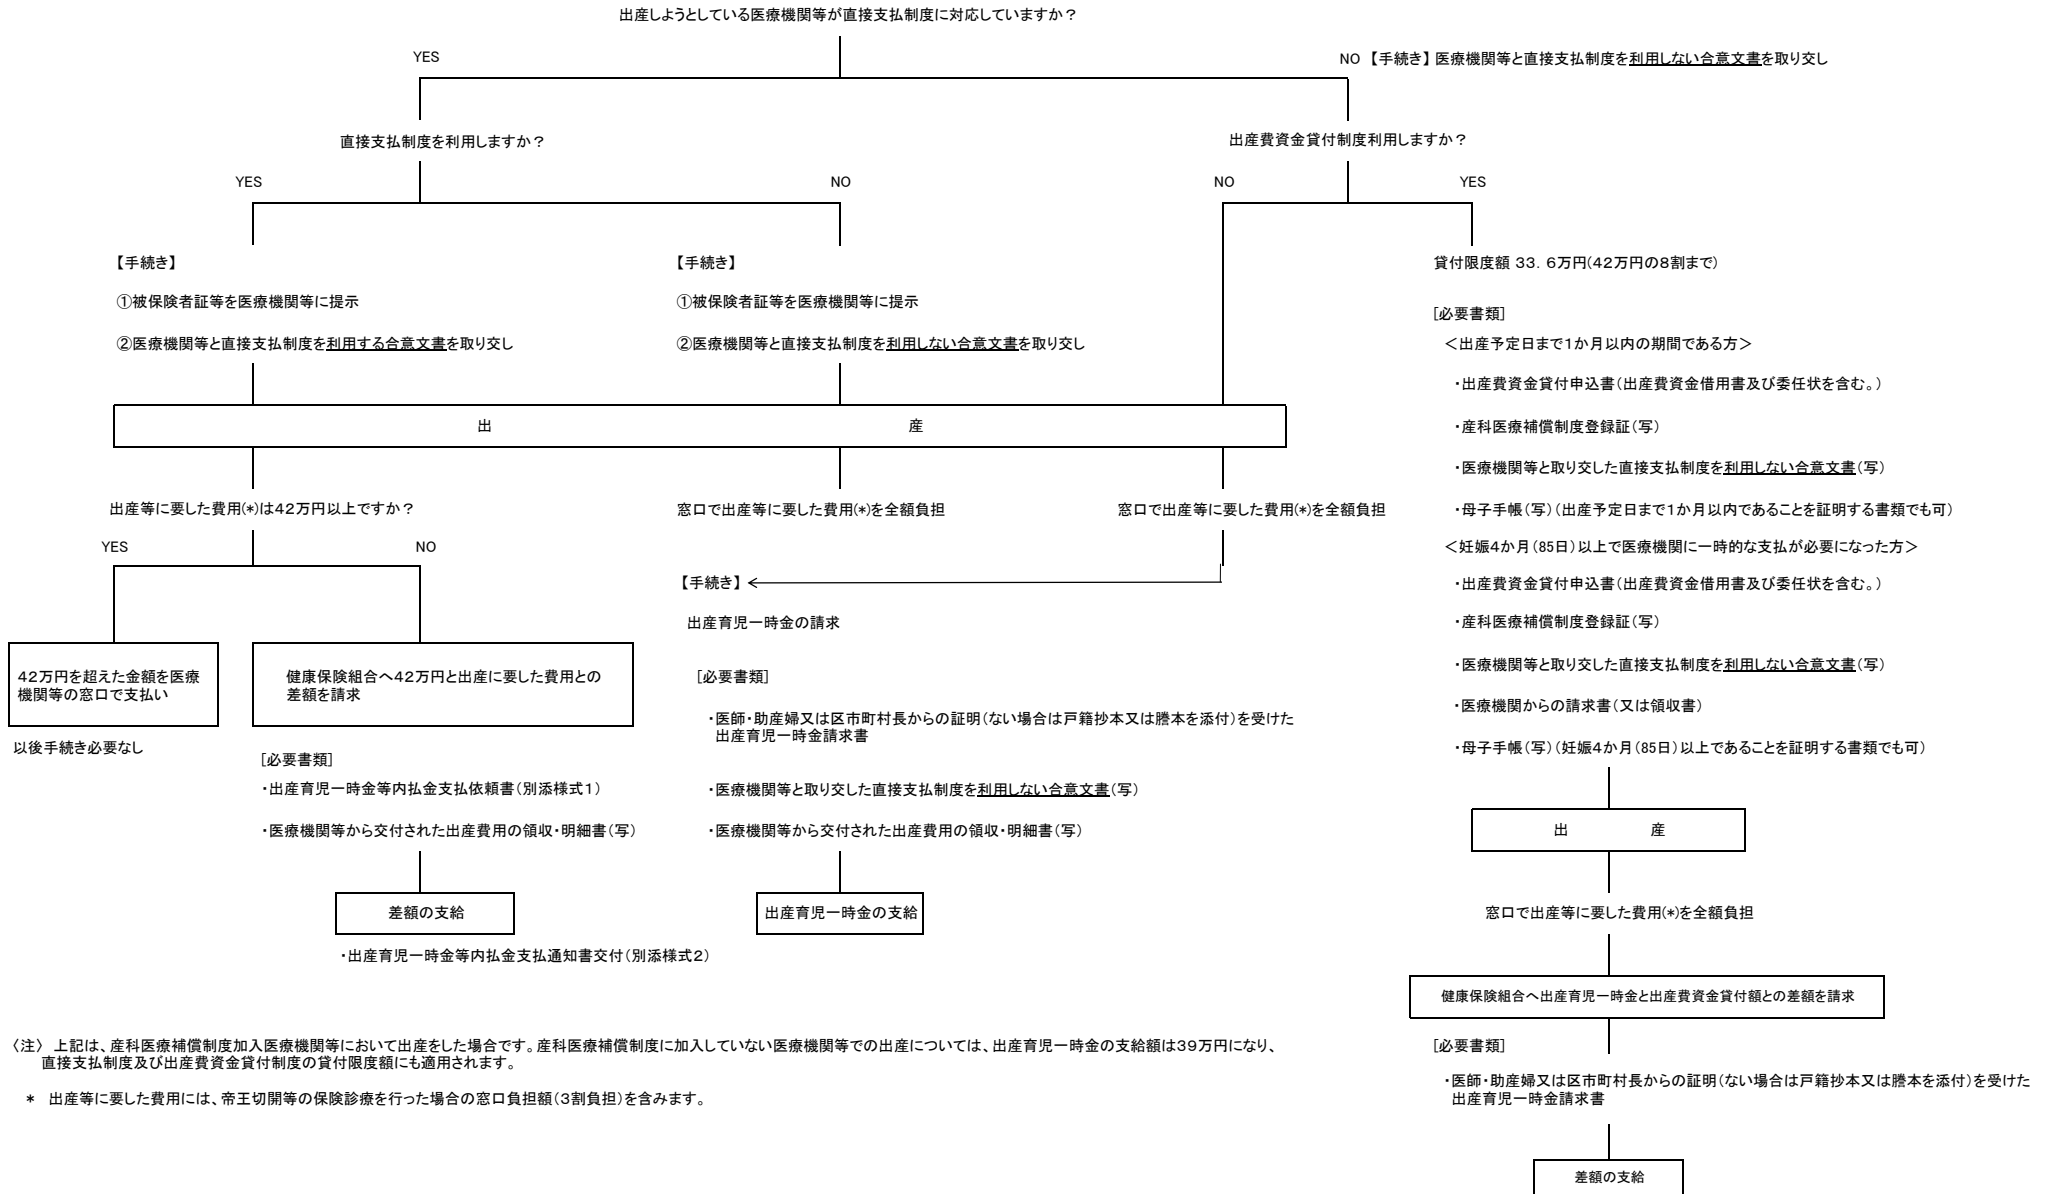 出産しようとしている医療機関等が直接支払制度に対応していますか？
YES
NO 【手続き】 医療機関等と直接支払制度を利用しない合意文書を取り交し
直接支払制度を利用しますか？
出産費資金貸付制度利用しますか？
YES
NO
NO
YES
【手続き】
①被保険者証等を医療機関等に提示
②医療機関等と直接支払制度を利用する合意文書を取り交し
【手続き】
①被保険者証等を医療機関等に提示
②医療機関等と直接支払制度を利用しない合意文書を取り交し
出　産
出産等に要した費用(*)は４２万円以上ですか？
窓口で出産等に要した費用(*)を全額負担
窓口で出産等に要した費用(*)を全額負担
YES
NO
４２万円を超えた金額を医療
機関等の窓口で支払い
以後手続き必要なし
健康保険組合へ４２万円と出産に要した費用との
差額を請求
［必要書類］
・出産育児一時金等内払金支払依頼書（別添様式１）
・医療機関等から交付された出産費用の領収・明細書（写）
差額の支給
・出産育児一時金等内払金支払通知書交付（別添様式２）
【手続き】
出産育児一時金の請求
［必要書類］
・医師・助産婦又は区市町村長からの証明（ない場合は戸籍抄本又は謄本を添付）を受けた
出産育児一時金請求書
・医療機関等と取り交した直接支払制度を利用しない合意文書（写）
・医療機関等から交付された出産費用の領収・明細書（写）
出産育児一時金の支給
貸付限度額 ３３．６万円(４２万円の８割まで)
［必要書類］
＜出産予定日まで１か月以内の期間である方＞
・出産費資金貸付申込書（出産費資金借用書及び委任状を含む。）
・産科医療補償制度登録証（写）
・医療機関等と取り交した直接支払制度を利用しない合意文書（写）
・母子手帳（写）（出産予定日まで１か月以内であることを証明する書類でも可）
＜妊娠４か月（85日）以上で医療機関に一時的な支払が必要になった方＞
・出産費資金貸付申込書（出産費資金借用書及び委任状を含む。）
・産科医療補償制度登録証（写）
・医療機関等と取り交した直接支払制度を利用しない合意文書（写）
・医療機関からの請求書（又は領収書）
・母子手帳（写）（妊娠４か月（85日）以上であることを証明する書類でも可）
出　産
窓口で出産等に要した費用(*)を全額負担
健康保険組合へ出産育児一時金と出産費資金貸付額との差額を請求
［必要書類］
・医師・助産婦又は区市町村長からの証明（ない場合は戸籍抄本又は謄本を添付）を受けた
出産育児一時金請求書
差額の支給
〈注〉 上記は、産科医療補償制度加入医療機関等において出産をした場合です。産科医療補償制度に加入していない医療機関等での出産については、出産育児一時金の支給額は３９万円になり、
直接支払制度及び出産費資金貸付制度の貸付限度額にも適用されます。
* 出産等に要した費用には、帝王切開等の保険診療を行った場合の窓口負担額（３割負担）を含みます。